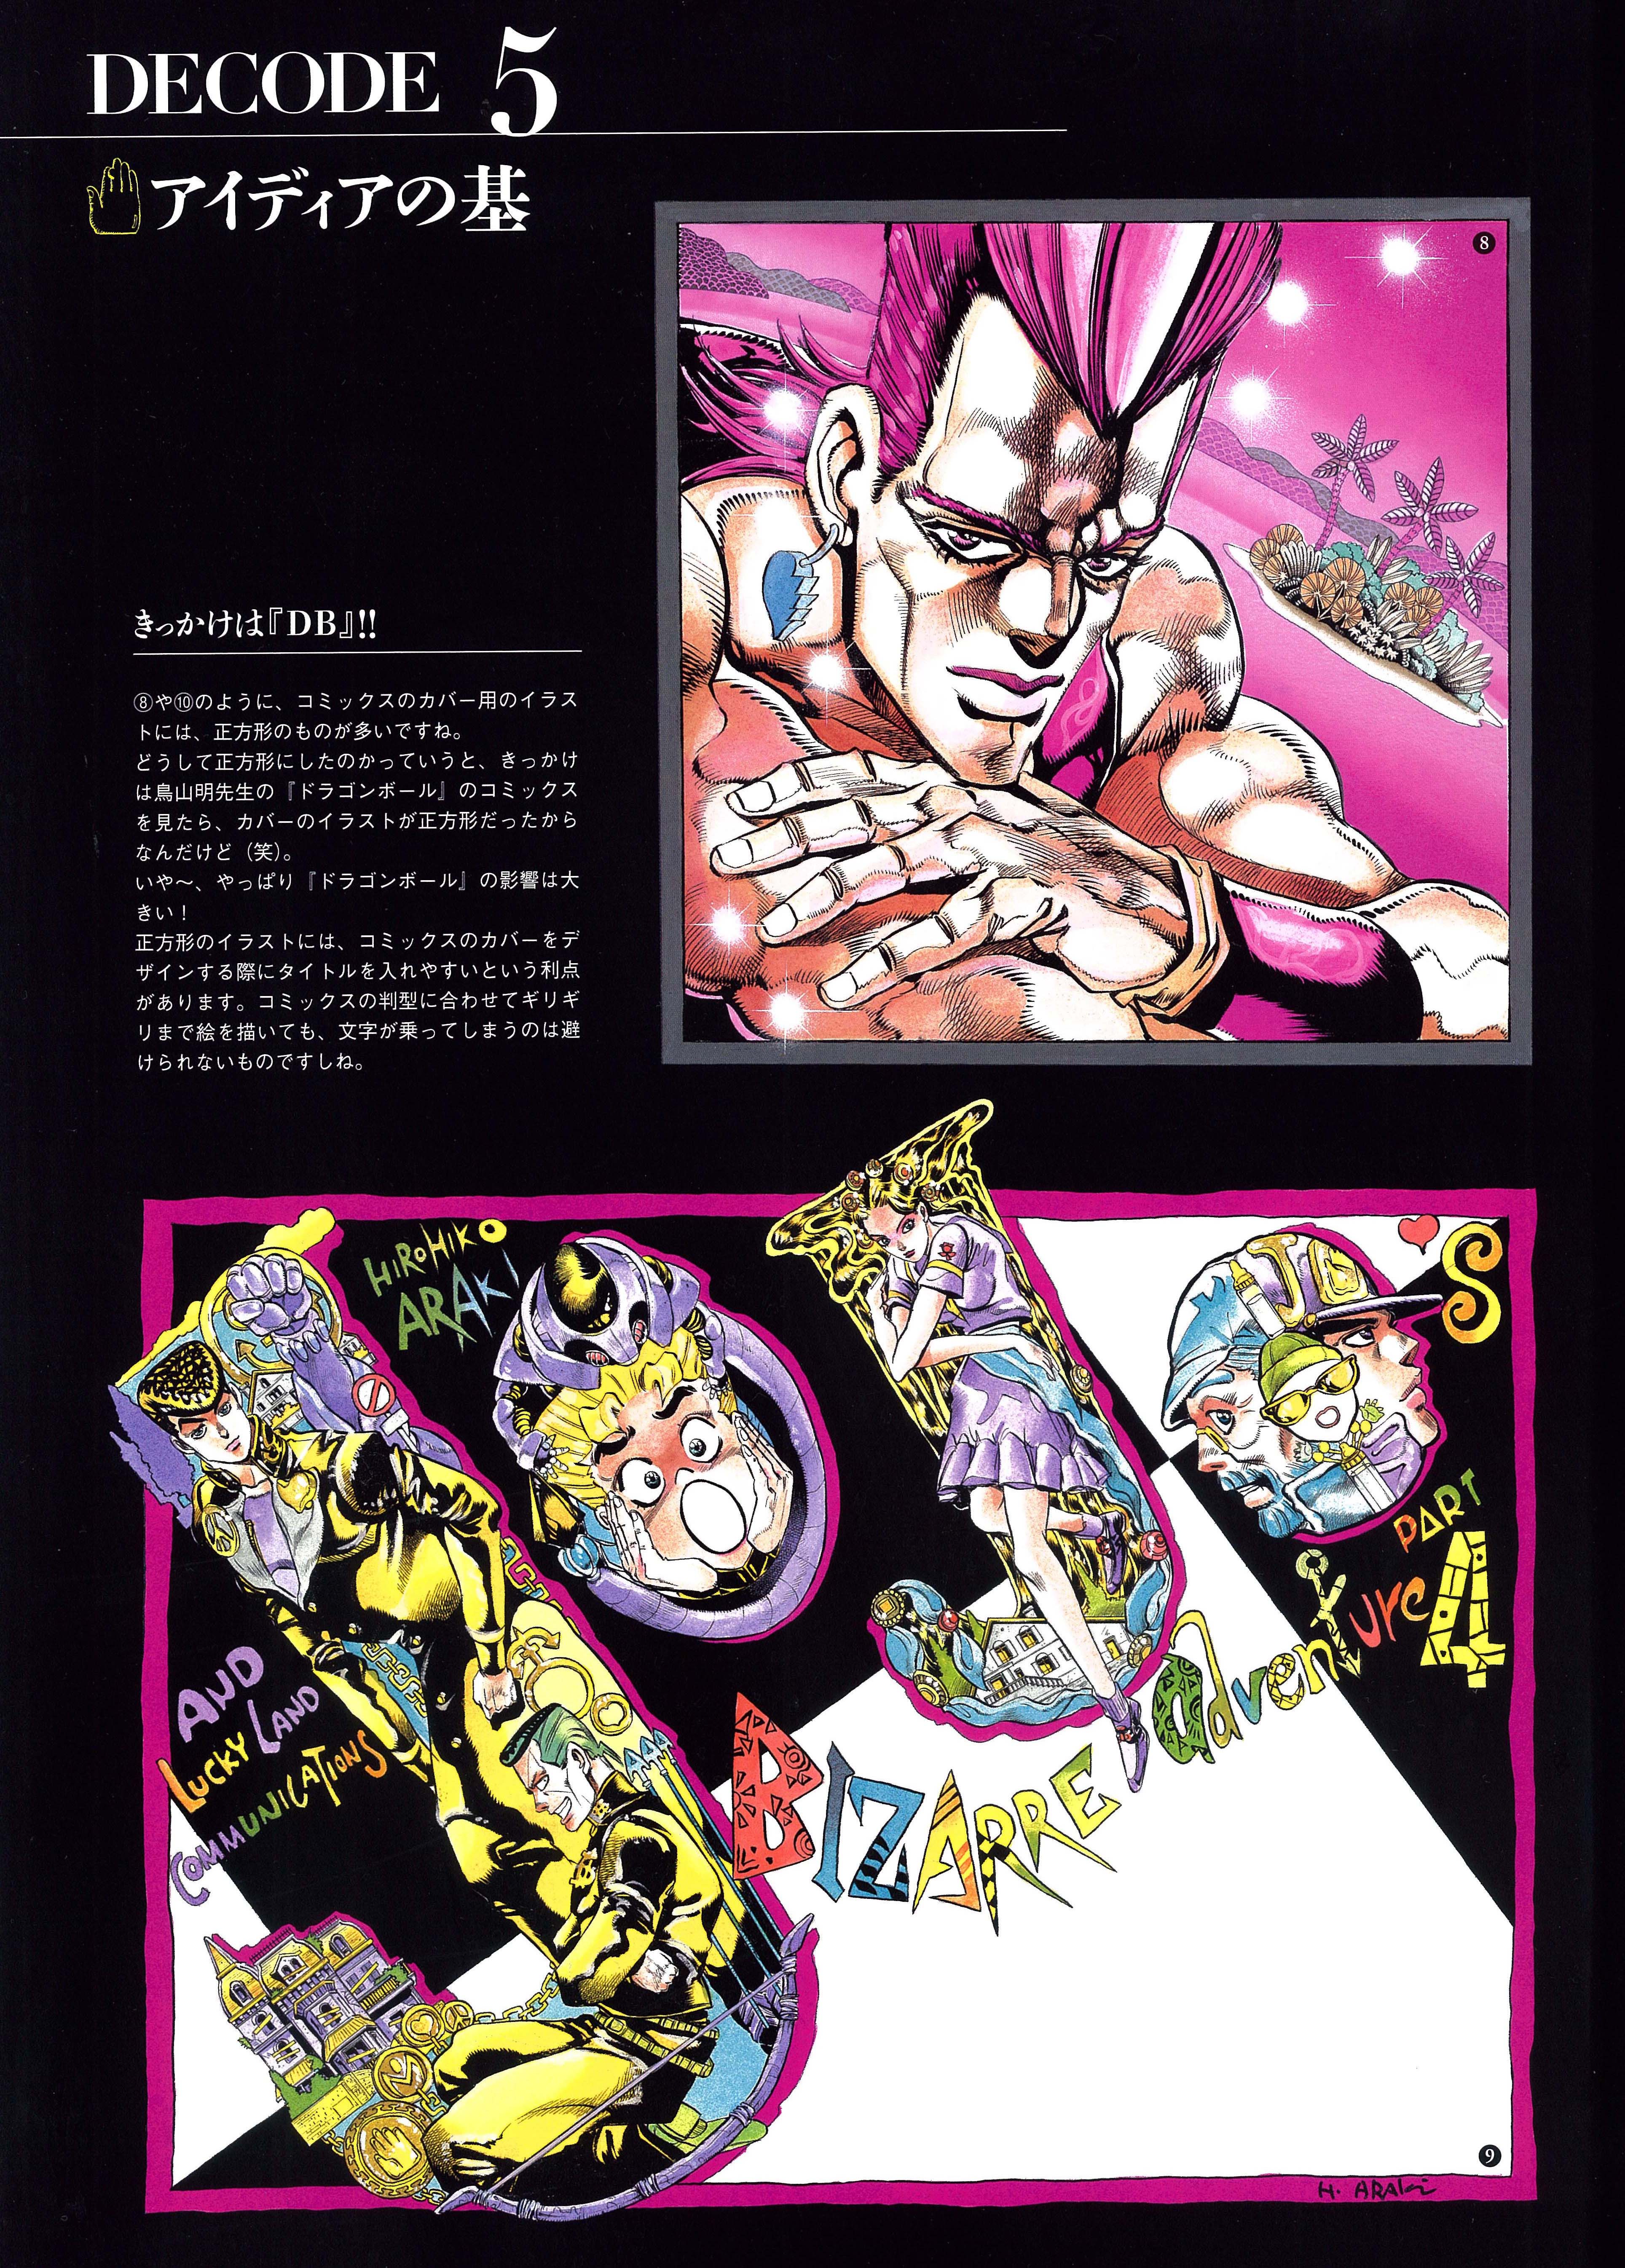 DECODE 5
アイディアの基
8
きっかけは『DB』!!
⑧や⑩のように、コミックスのカバー用のイラス
トには、正方形のものが多いですね。
どうして正方形にしたのかっていうと、きっかけ
は鳥山明先生の『ドラゴンボール』のコミックス
を見たら、カバーのイラストが正方形だったから
なんだけど（笑）。
いや〜、やっぱり『ドラゴンボール』の影響は大
きい！
正方形のイラストには、コミックスのカバーをデ
ザインする際にタイトルを入れやすいという利点
があります。コミックスの判型に合わせてギリギ
リまで絵を描いても、文字が乗ってしまうのは避
けられないものですしね。
HIROHIKO
ARAKI
JOJO'S
BIZARRE adventure
PART
4
AND
LUCKY LAND
COMMUNICATIONS
9
H. ARAKI